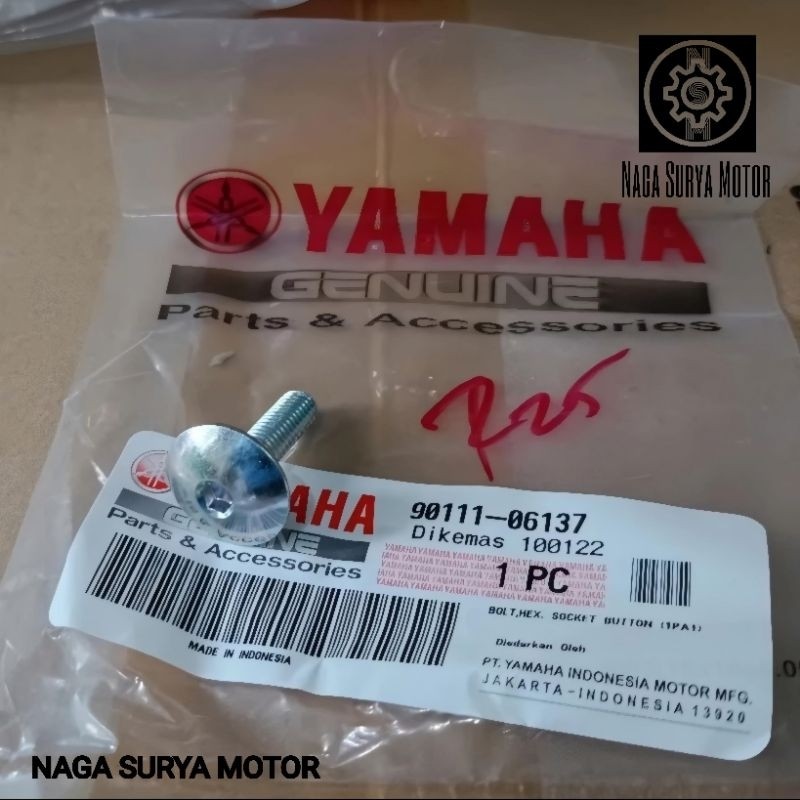 NAGA SURYA MOTOR
YAMAHA
GENUINE
Parts & Accessories
AHA
90111-06137
Dikemas 100122
Parts & Accessories
1 PC
BOLT,HEX. SOCKET BUTTON (1PA1)
Diedarkan Oleh
MADE IN INDONESIA
PT. YAMAHA INDONESIA MOTOR MFG.
JAKARTA-INDONESIA 13920
NAGA SURYA MOTOR